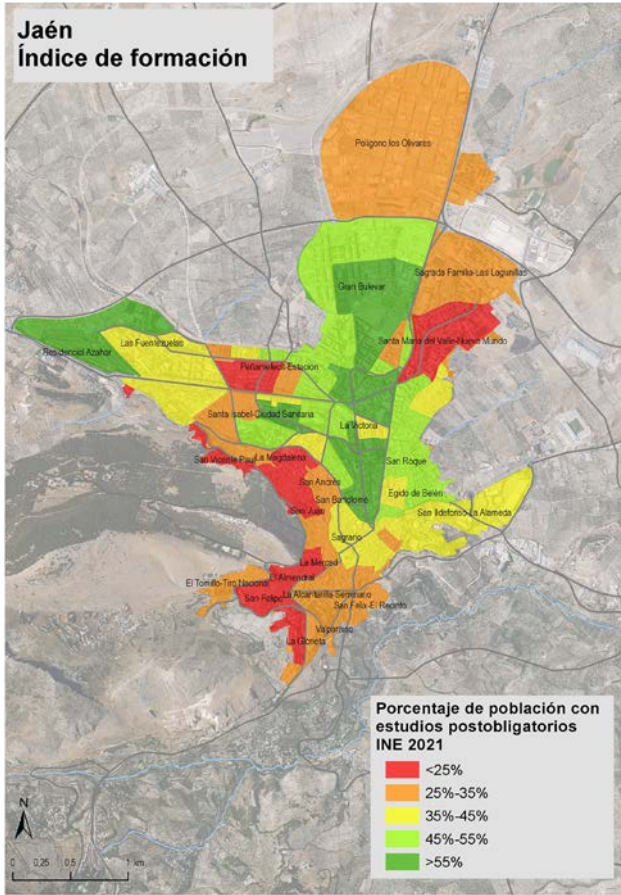 Jaén
Índice de formación
Polígono los Olivares
Sagrada Familia-Las Lagunillas
Gran Bulevar
Santa María del Valle-Nuevo Mundo
Las Fuentezuelas
Residencial Azahar
Peñamefecit-Estación
Santa Isabel-Ciudad Sanitaria
La Victoria
San Vicente Paul
La Magdalena
San Roque
San Andrés
Egido de Belén
San Bartolomé
San Juan
San Ildefonso-La Alameda
Sagrario
La Merced
El Almendral
El Tomillo-Tiro Nacional
La Alcantarilla-Seminario
San Felipe
San Felix-El Recinto
Valparaíso
La Glorieta
Porcentaje de población con
estudios postobligatorios
INE 2021
<25%
25%-35%
35%-45%
45%-55%
>55%
N
0 0,25 0,5 1 km